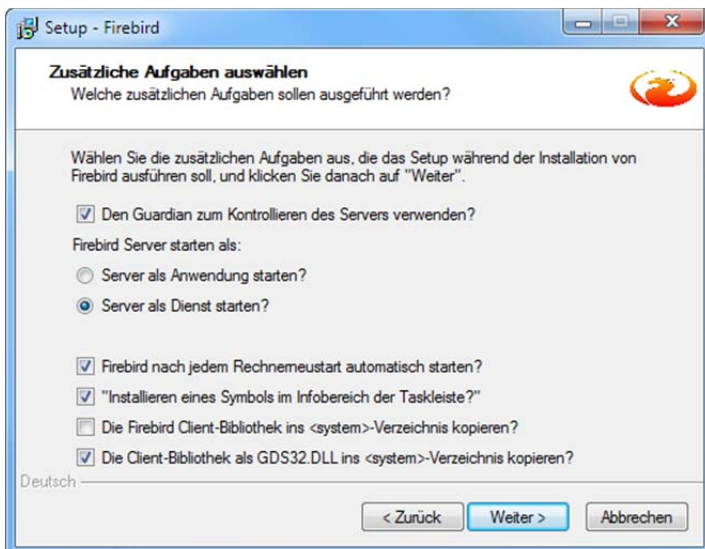 Setup - Firebird
Zusätzliche Aufgaben auswählen
Welche zusätzlichen Aufgaben sollen ausgeführt werden?
Wählen Sie die zusätzlichen Aufgaben aus, die das Setup während der Installation von
Firebird ausführen soll, und klicken Sie danach auf "Weiter".
Den Guardian zum Kontrollieren des Servers verwenden?
Firebird Server starten als:
Server als Anwendung starten?
Server als Dienst starten?
Firebird nach jedem Rechnerneustart automatisch starten?
"Installieren eines Symbols im Infobereich der Taskleiste?"
Die Firebird Client-Bibliothek ins <system>-Verzeichnis kopieren?
Die Client-Bibliothek als GDS32.DLL ins <system>-Verzeichnis kopieren?
Deutsch
< Zurück
Weiter >
Abbrechen